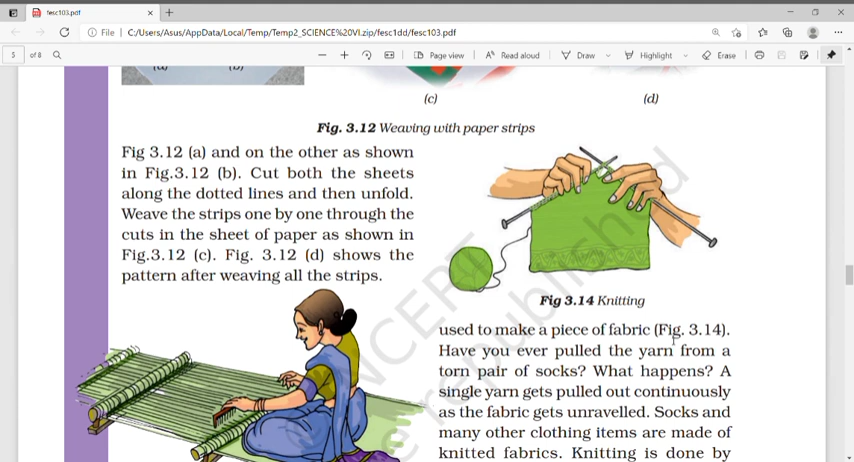 fesc103.pdf
File | C:/Users/Asus/AppData/Local/Temp/Temp2_SCIENCE%20VI.zip/fesc1dd/fesc103.pdf
5 of 8 Page view Read aloud Draw Highlight Erase
(a) (b)
(c) (d)
Fig. 3.12 Weaving with paper strips
Fig 3.12 (a) and on the other as shown
in Fig.3.12 (b). Cut both the sheets
along the dotted lines and then unfold.
Weave the strips one by one through the
cuts in the sheet of paper as shown in
Fig.3.12 (c). Fig. 3.12 (d) shows the
pattern after weaving all the strips.
Fig 3.14 Knitting
used to make a piece of fabric (Fig. 3.14).
Have you ever pulled the yarn from a
torn pair of socks? What happens? A
single yarn gets pulled out continuously
as the fabric gets unravelled. Socks and
many other clothing items are made of
knitted fabrics. Knitting is done by
NCERT
republished